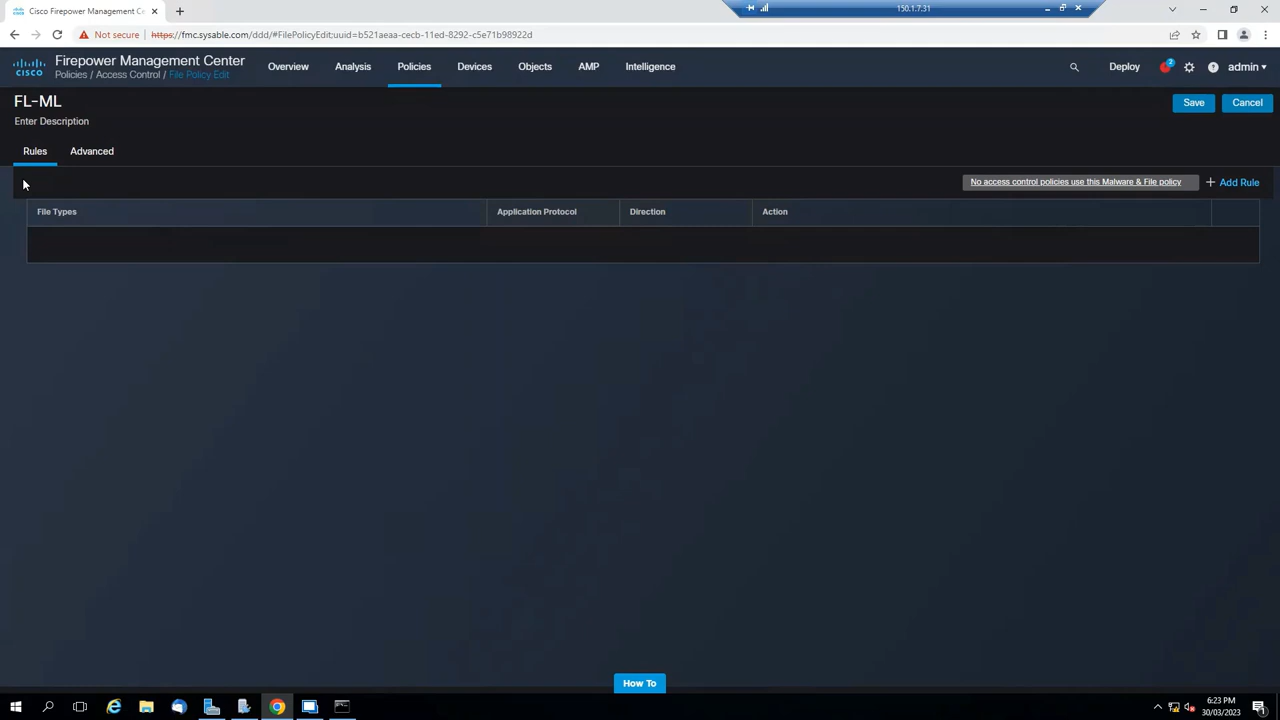 Cisco Firepower Management Ce
150.1.7.31
Not secure
https://fmc.sysable.com/ddd/#FilePolicyEdit;uuid=b521aeaa-cecb-11ed-8292-c5e71b98922d
CISCO
Firepower Management Center
Policies / Access Control / File Policy Edit
Overview
Analysis
Policies
Devices
Objects
AMP
Intelligence
Deploy
2
admin
FL-ML
Enter Description
Save
Cancel
Rules
Advanced
No access control policies use this Malware & File policy
+ Add Rule
File Types
Application Protocol
Direction
Action
How To
6:23 PM
30/03/2023
1